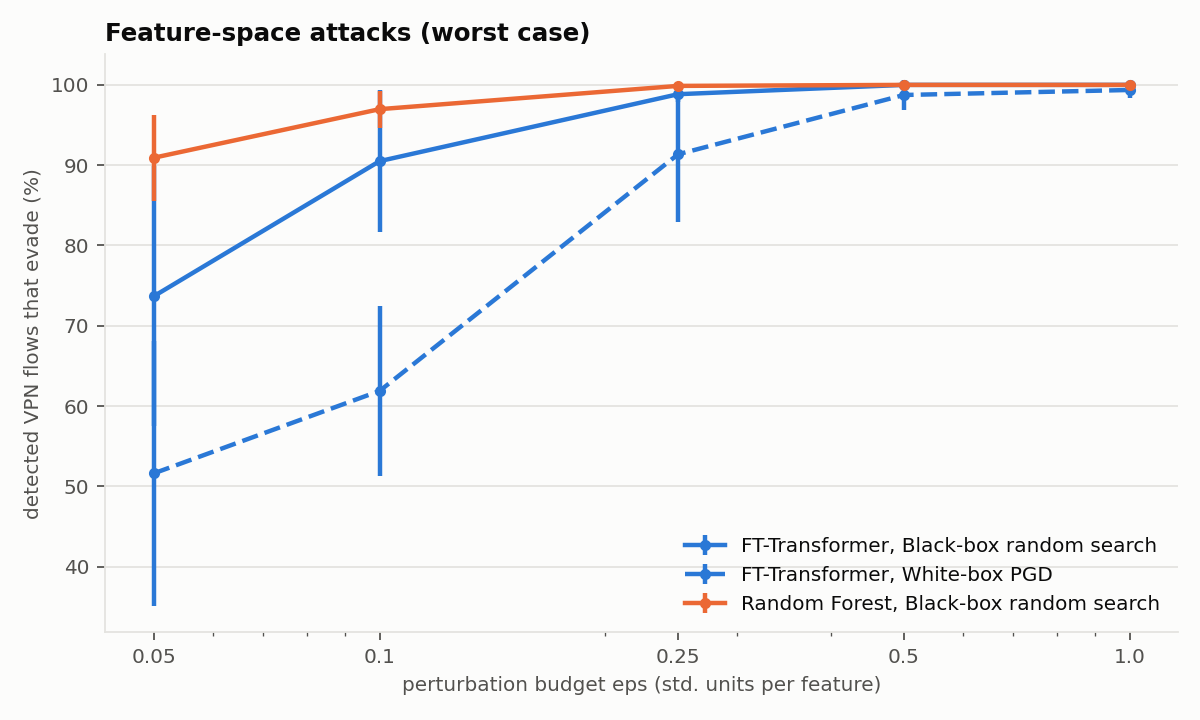 Feature-space attacks (worst case)
detected VPN flows that evade (%)
100
90
80
70
60
50
40
FT-Transformer, Black-box random search
FT-Transformer, White-box PGD
Random Forest, Black-box random search
0.05
0.1
0.25
0.5
1.0
perturbation budget eps (std. units per feature)